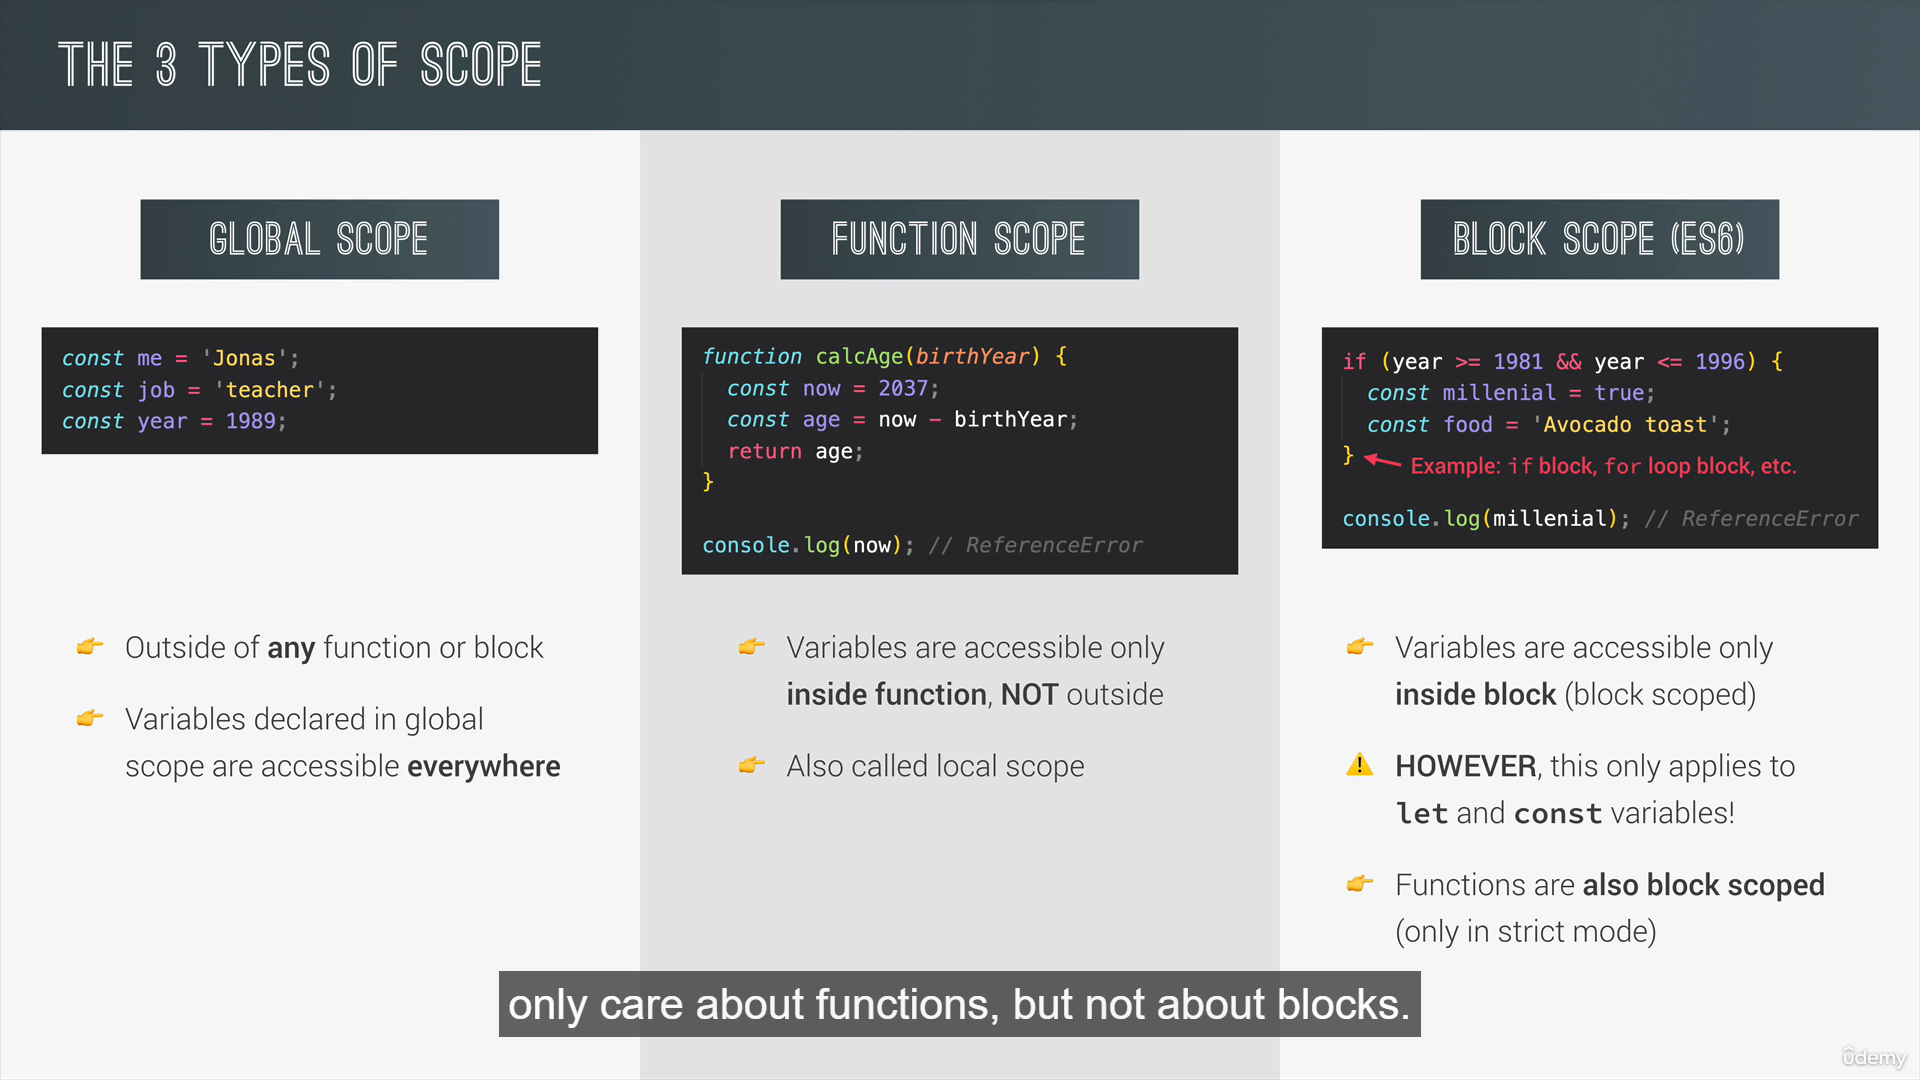 THE 3 TYPES OF SCOPE
GLOBAL SCOPE
const me = 'Jonas';
const job = 'teacher';
const year = 1989;
Outside of any function or block
Variables declared in global
scope are accessible everywhere
FUNCTION SCOPE
function calcAge(birthYear) {
const now = 2037;
const age = now − birthYear;
return age;
}
console.log(now); // ReferenceError
Variables are accessible only
inside function, NOT outside
Also called local scope
BLOCK SCOPE (ES6)
if (year >= 1981 && year <= 1996) {
const millenial = true;
const food = 'Avocado toast';
}
Example: if block, for loop block, etc.
console.log(millenial); // ReferenceError
Variables are accessible only
inside block (block scoped)
HOWEVER, this only applies to
let and const variables!
Functions are also block scoped
(only in strict mode)
only care about functions, but not about blocks.
ûdemy